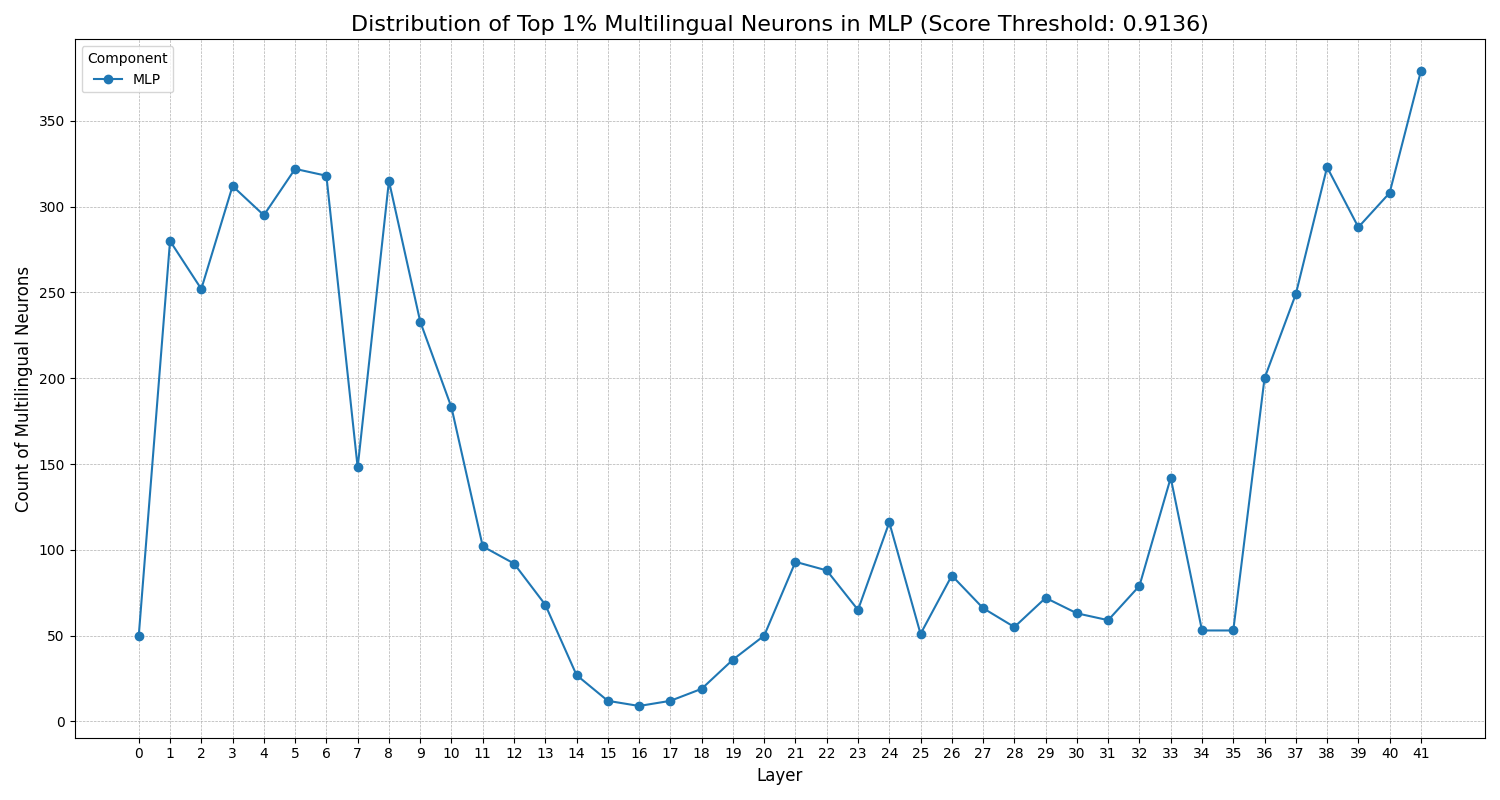 Distribution of Top 1% Multilingual Neurons in MLP (Score Threshold: 0.9136)
Component
MLP
Count of Multilingual Neurons
350
300
250
200
150
100
50
0
0 1 2 3 4 5 6 7 8 9 10 11 12 13 14 15 16 17 18 19 20 21 22 23 24 25 26 27 28 29 30 31 32 33 34 35 36 37 38 39 40 41
Layer